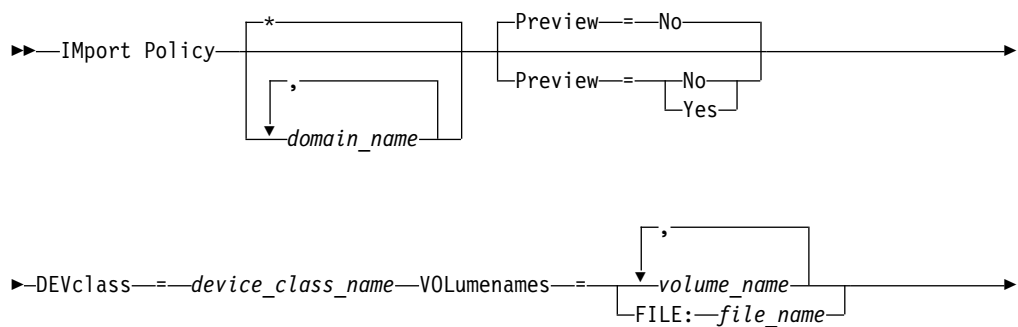 * Preview = No
IMport Policy
, Preview = No
Yes
domain_name
,
DEVclass = device_class_name VOLumenames = volume_name
FILE: file_name